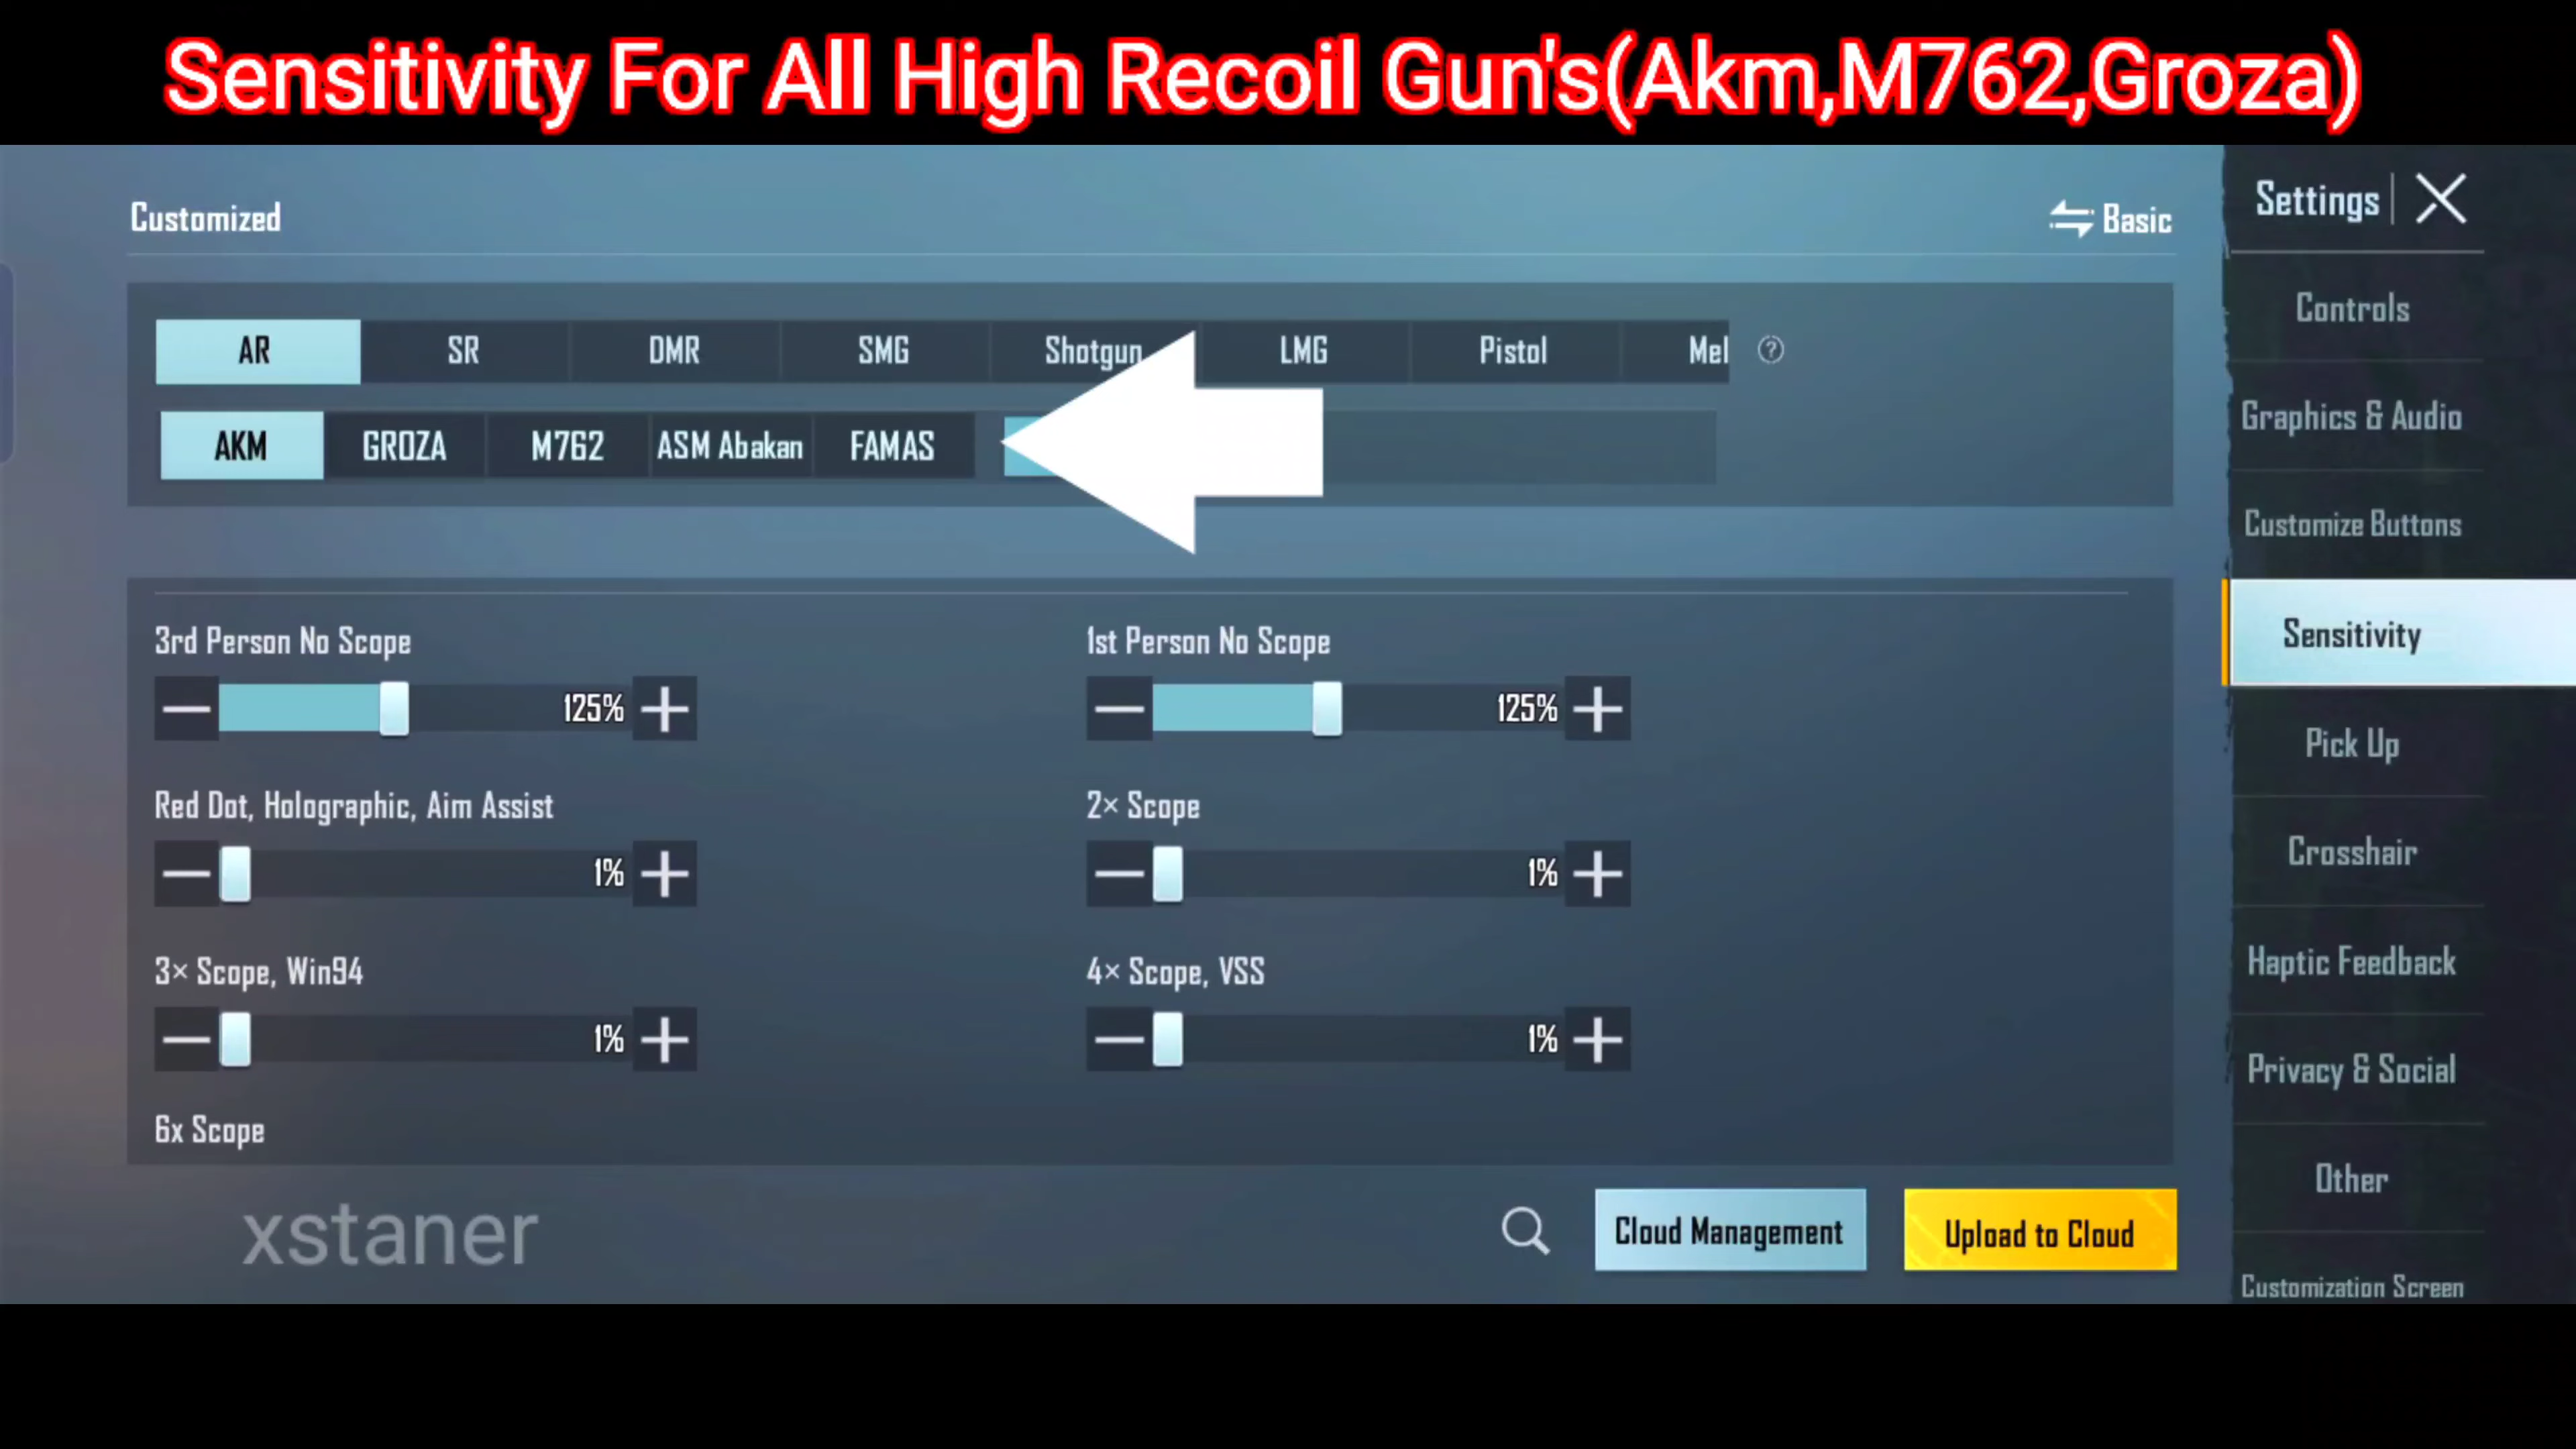 Sensitivity For All High Recoil Gun's(Akm,M762,Groza)
Customized
Basic
Settings
AR SR DMR SMG Shotgun LMG Pistol Mel ?
AKM GROZA M762 ASM Abakan FAMAS
3rd Person No Scope
125%
1st Person No Scope
125%
Red Dot, Holographic, Aim Assist
1%
2× Scope
1%
3× Scope, Win94
1%
4× Scope, VSS
1%
6x Scope
xstaner
Cloud Management
Upload to Cloud
Controls
Graphics & Audio
Customize Buttons
Sensitivity
Pick Up
Crosshair
Haptic Feedback
Privacy & Social
Other
Customization Screen